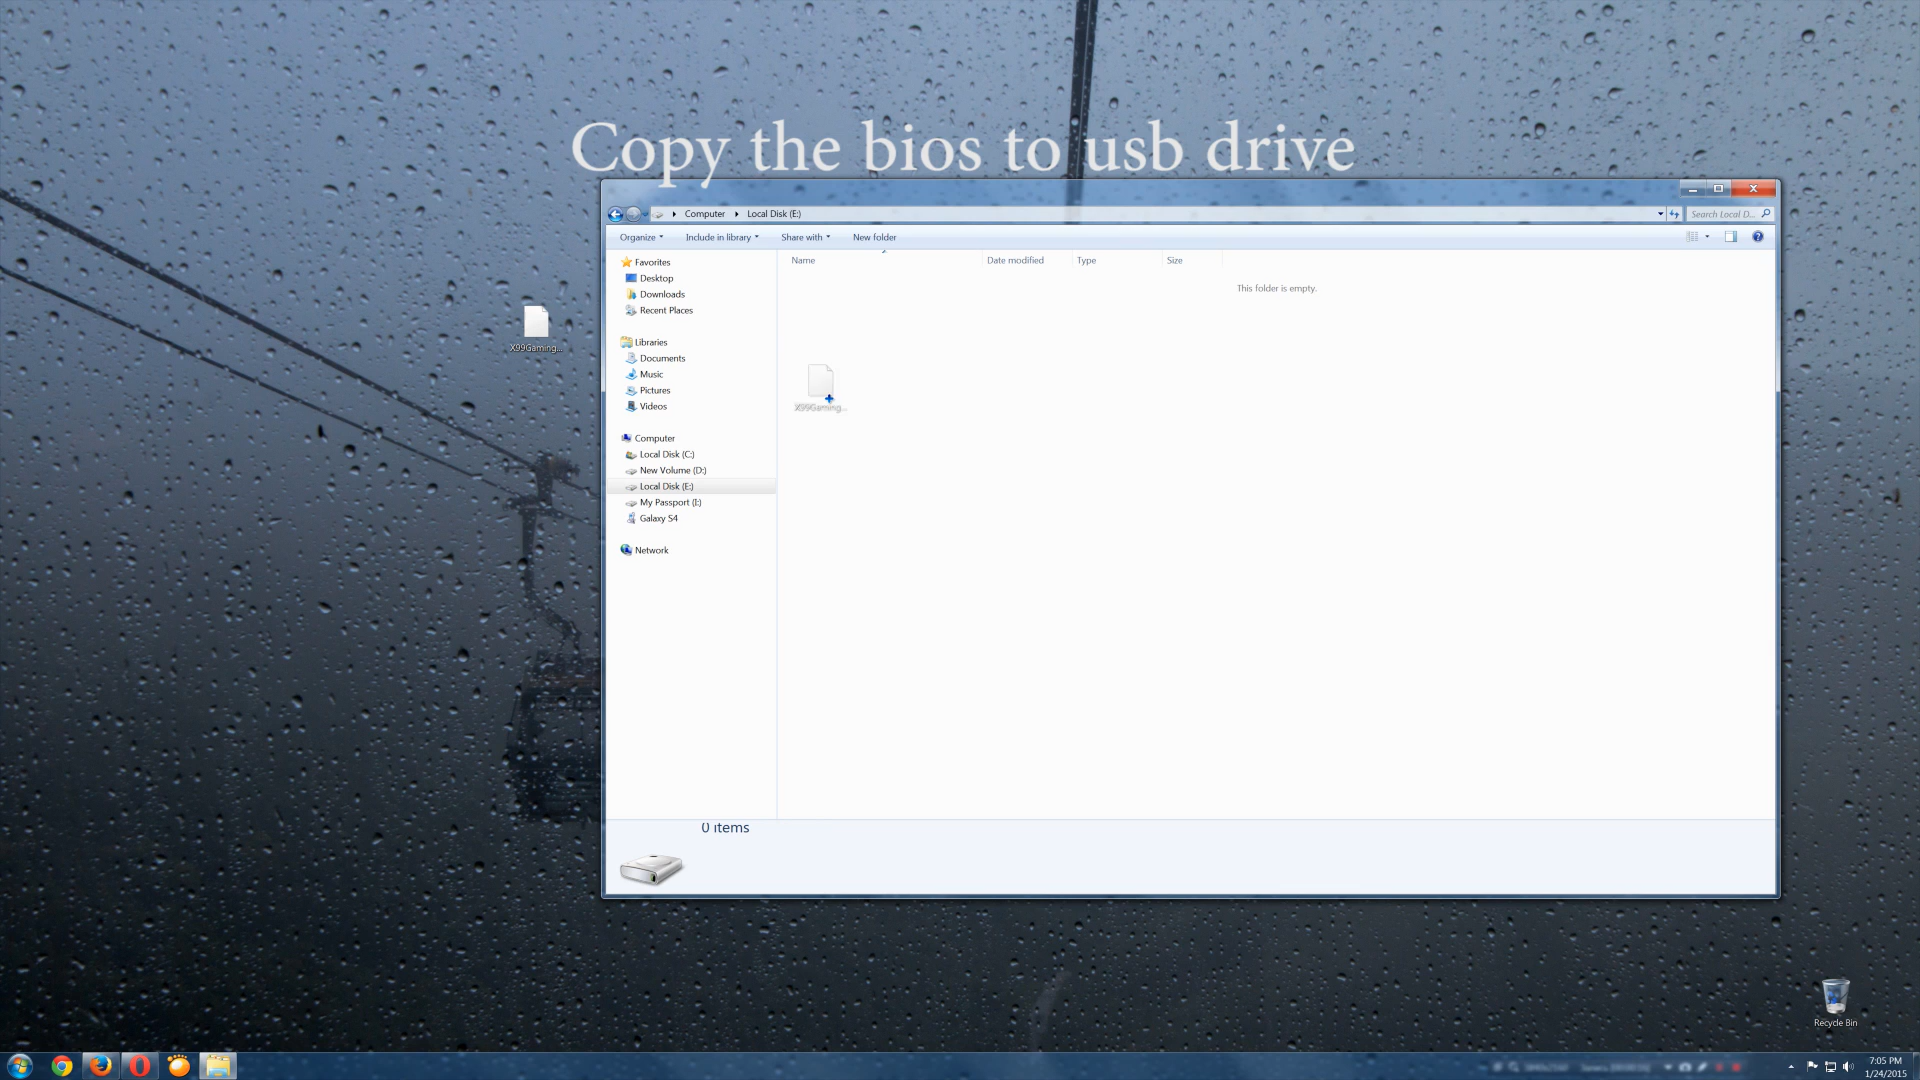 Copy the bios to usb drive
Computer Local Disk (E:)
Search Local D...
Organize Include in library Share with New folder
Name Date modified Type Size
This folder is empty.
Favorites
Desktop
Downloads
Recent Places
Libraries
Documents
Music
Pictures
Videos
Computer
Local Disk (C:)
New Volume (D:)
Local Disk (E:)
My Passport (I:)
Galaxy S4
Network
X99Gaming...
X99Gaming...
0 items
Recycle Bin
7:05 PM
1/24/2015